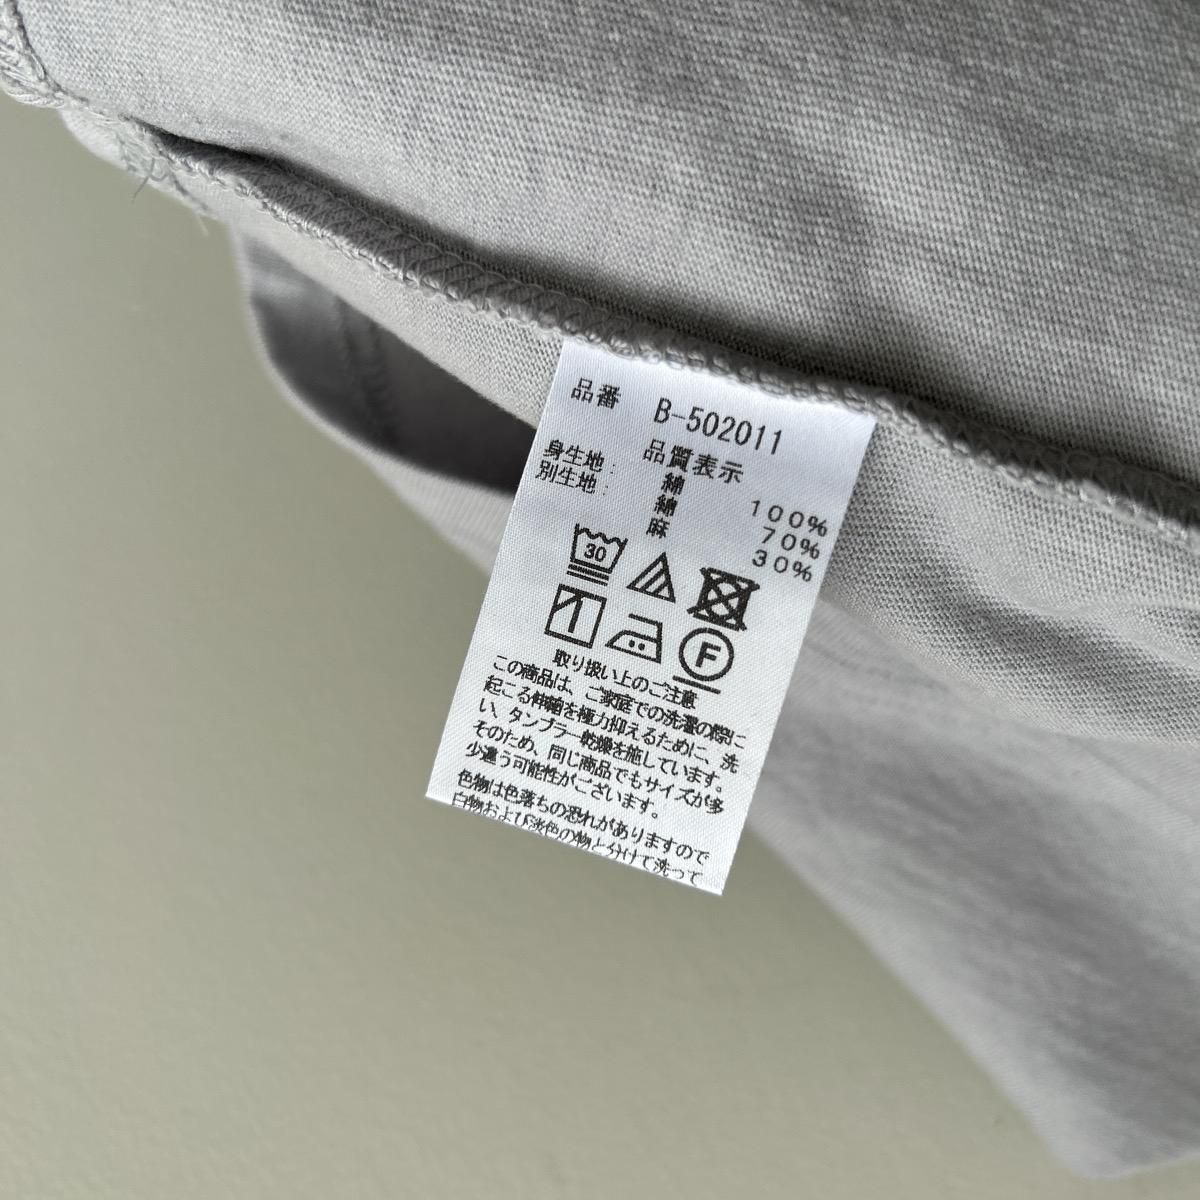 品番 B-502011
品質表示
身生地: 綿 100%
別生地: 綿 70%
麻 30%
30
F
取り扱い上のご注意
この商品は、ご家庭での洗濯の際に
起こる伸縮を極力抑えるために、洗
い、タンブラー乾燥を施しています。
そのため、同じ商品でもサイズが多
少違う可能性がございます。
色物は色落ちの恐れがありますので
白物および淡色の物と分けて洗って